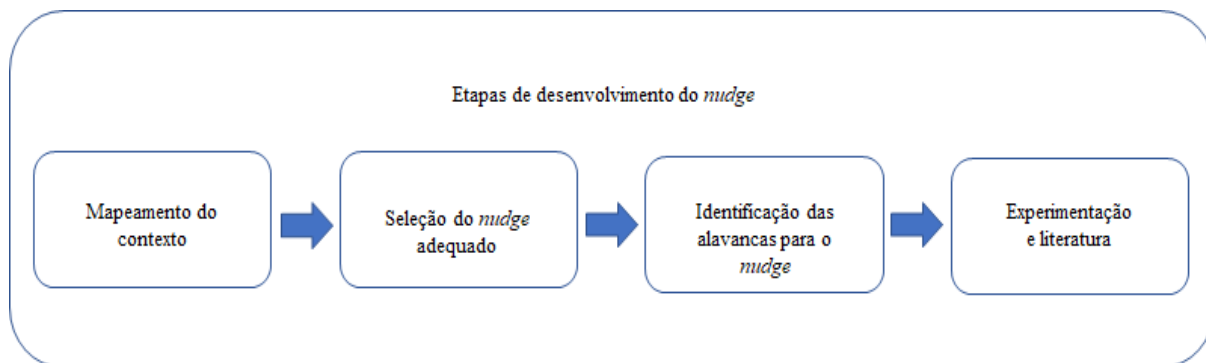 Etapas de desenvolvimento do nudge
Mapeamento do
contexto
Seleção do nudge
adequado
Identificação das
alavancas para o
nudge
Experimentação
e literatura